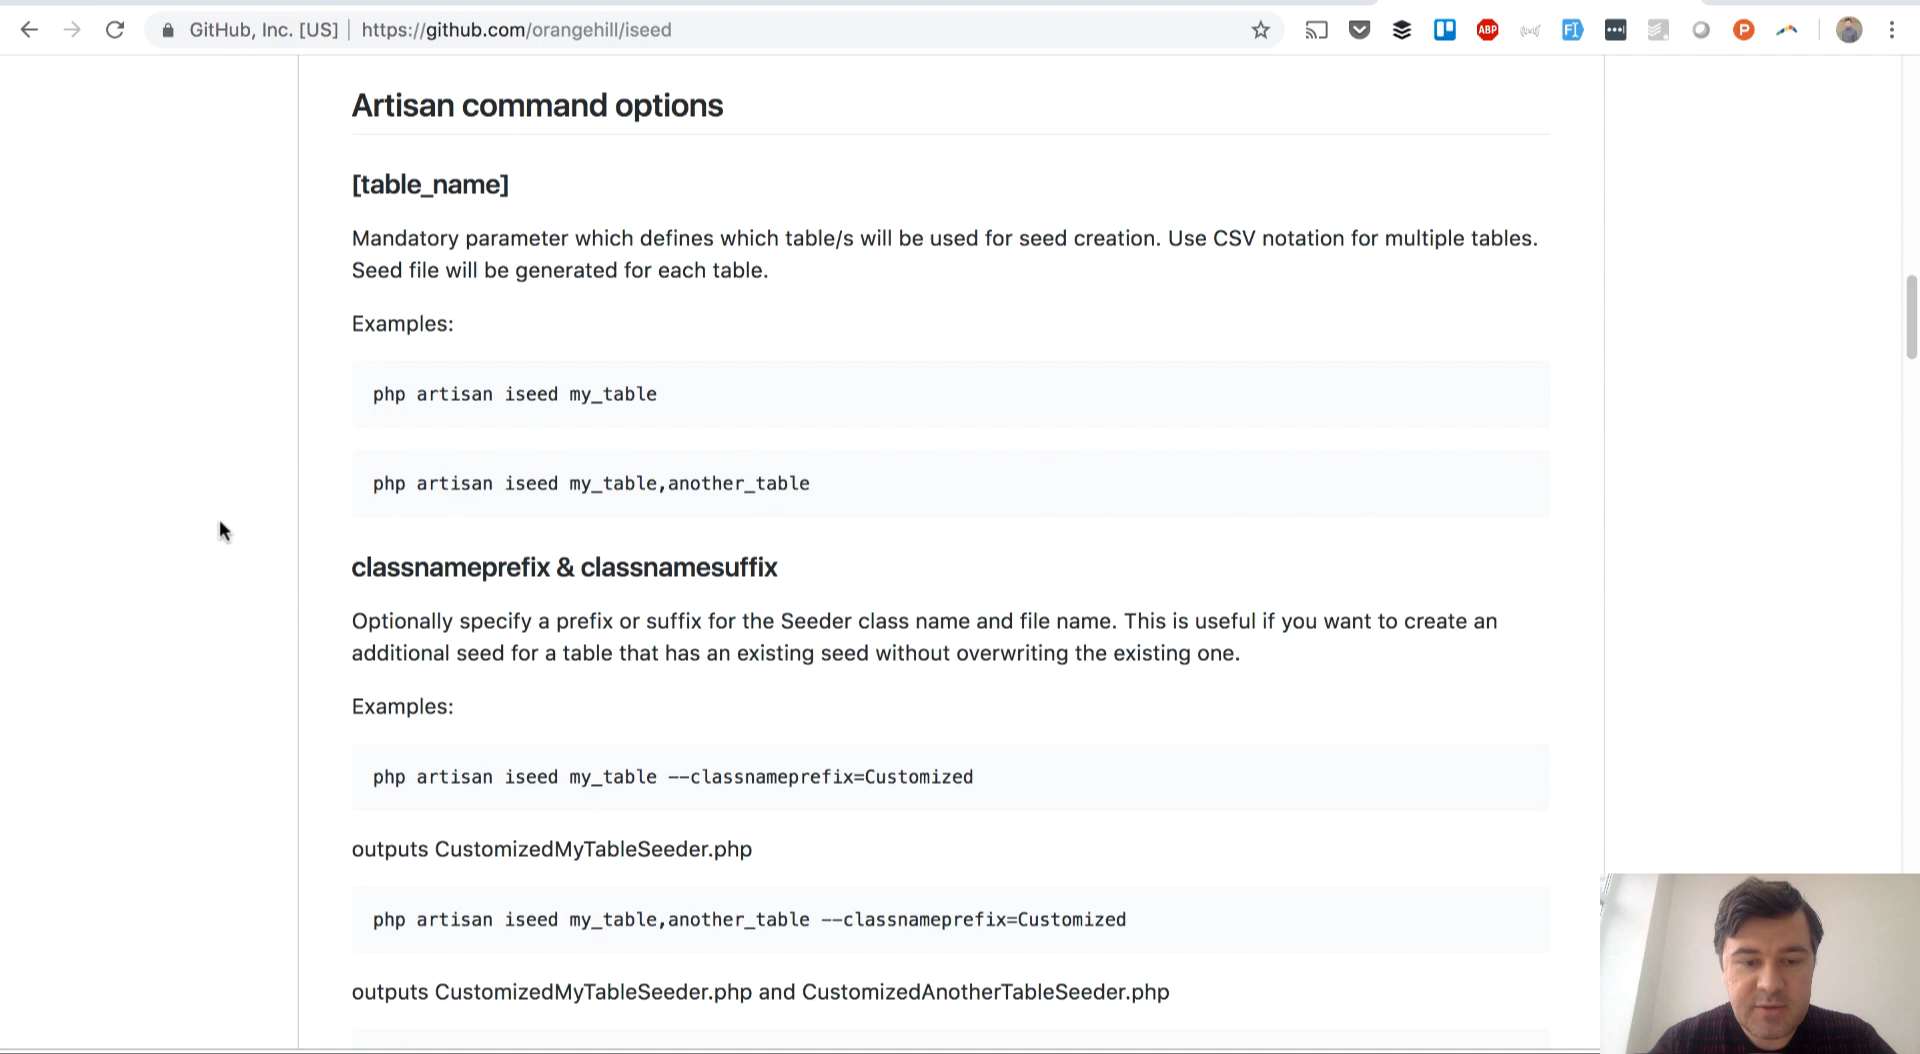 GitHub, Inc. [US] | https://github.com/orangehill/iseed
ABP
FI
P
Artisan command options
[table_name]
Mandatory parameter which defines which table/s will be used for seed creation. Use CSV notation for multiple tables.
Seed file will be generated for each table.
Examples:
php artisan iseed my_table
php artisan iseed my_table,another_table
classnameprefix & classnamesuffix
Optionally specify a prefix or suffix for the Seeder class name and file name. This is useful if you want to create an
additional seed for a table that has an existing seed without overwriting the existing one.
Examples:
php artisan iseed my_table --classnameprefix=Customized
outputs CustomizedMyTableSeeder.php
php artisan iseed my_table,another_table --classnameprefix=Customized
outputs CustomizedMyTableSeeder.php and CustomizedAnotherTableSeeder.php